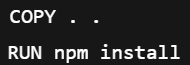 COPY . .
RUN npm install